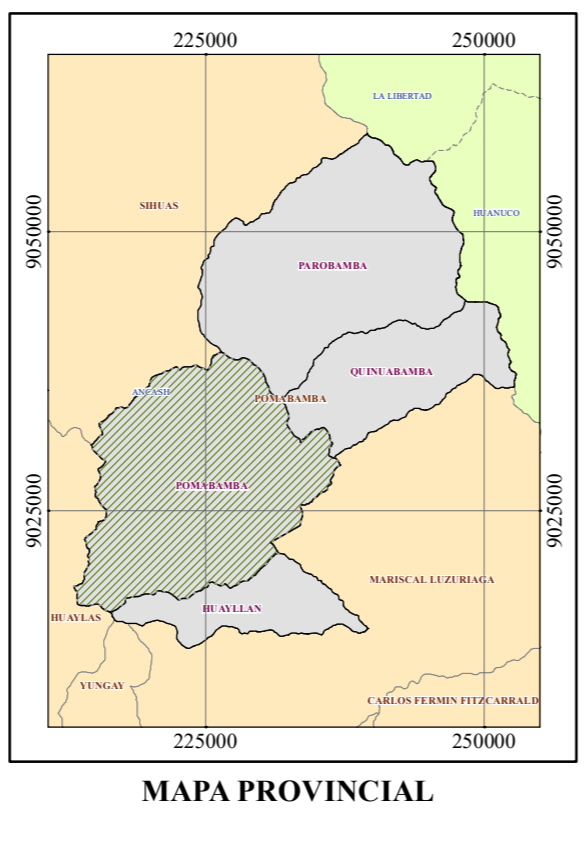 225000 250000
LA LIBERTAD
SIHUAS
HUANUCO
9050000 9050000
PAROBAMBA
QUINUABAMBA
ANCASH
POMABAMBA
POMABAMBA
9025000 9025000
MARISCAL LUZURIAGA
HUAYLLAN
HUAYLAS
YUNGAY
CARLOS FERMIN FITZCARRALD
225000 250000
MAPA PROVINCIAL